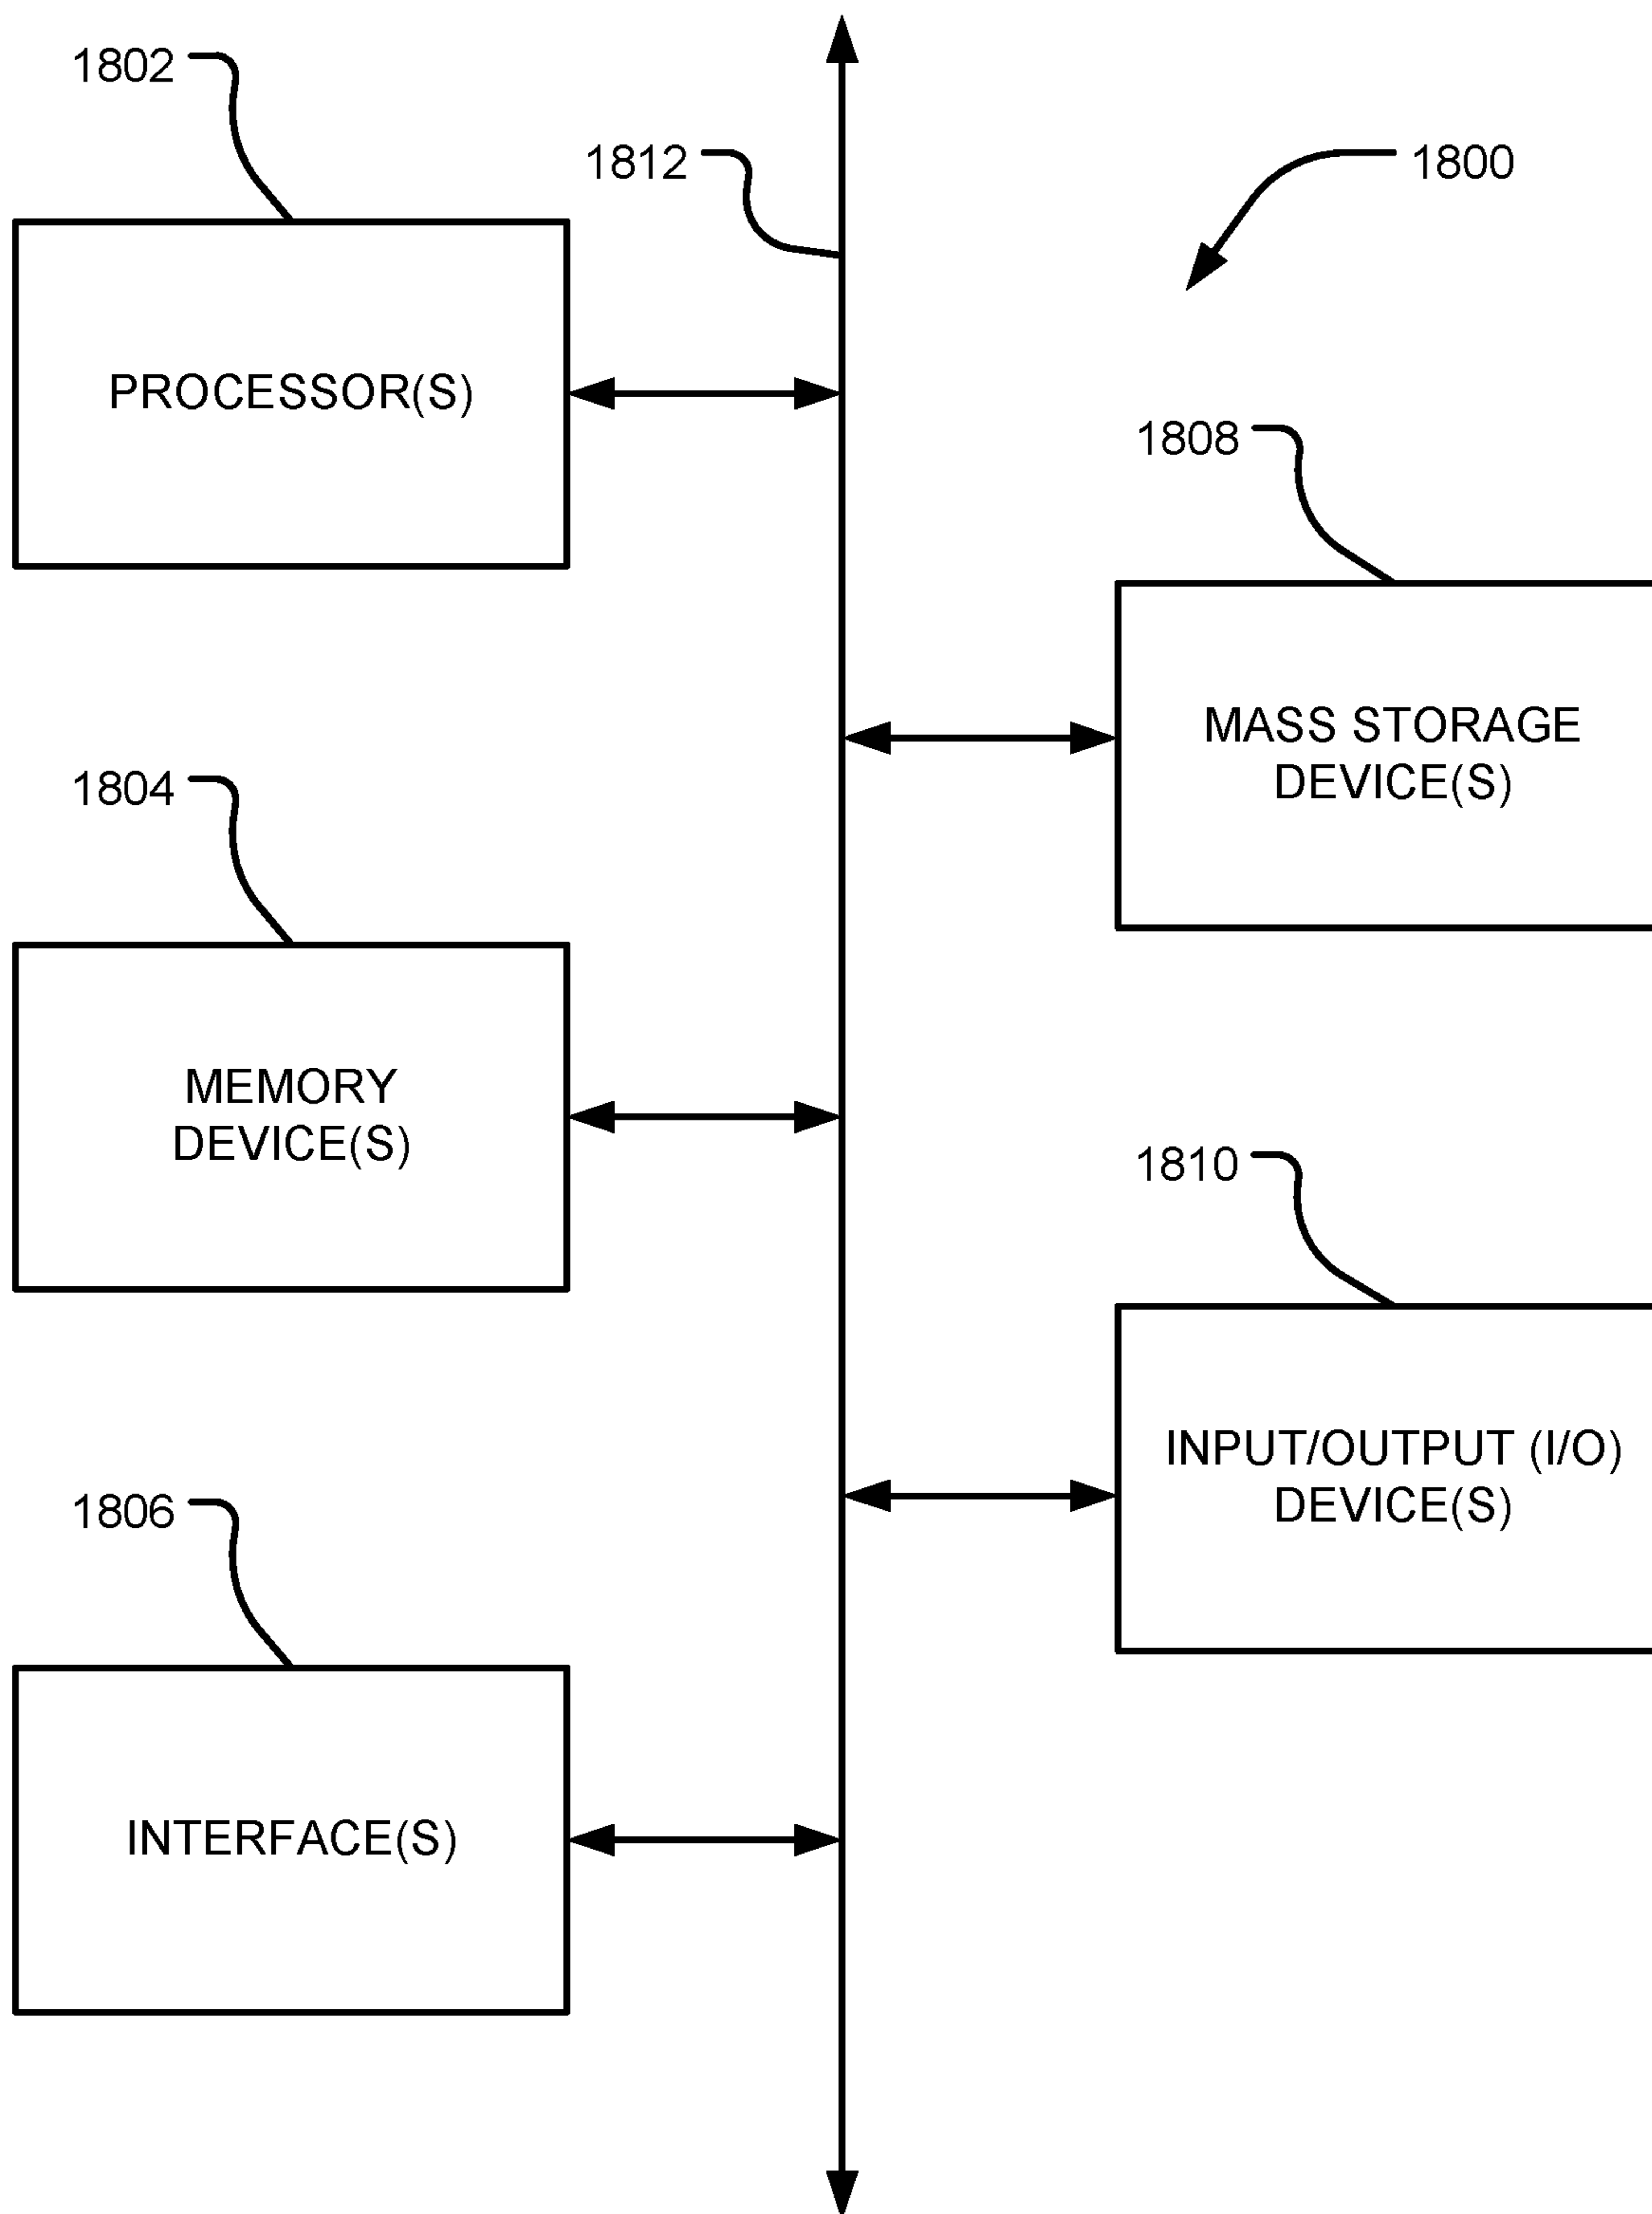 1802
1812
1800
PROCESSOR(S)
1808
MASS STORAGE
DEVICE(S)
1804
MEMORY
DEVICE(S)
1810
INPUT/OUTPUT (I/O)
DEVICE(S)
1806
INTERFACE(S)